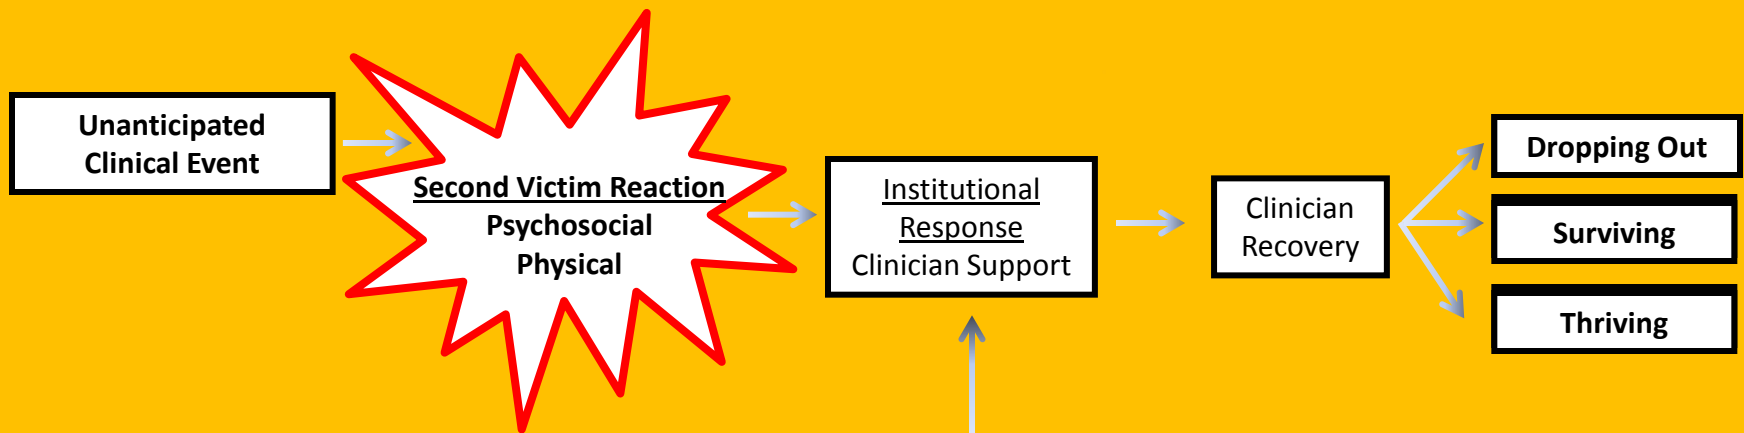 Unanticipated
Clinical Event
Second Victim Reaction
Psychosocial
Physical
Institutional
Response
Clinician Support
Clinician
Recovery
Dropping Out
Surviving
Thriving